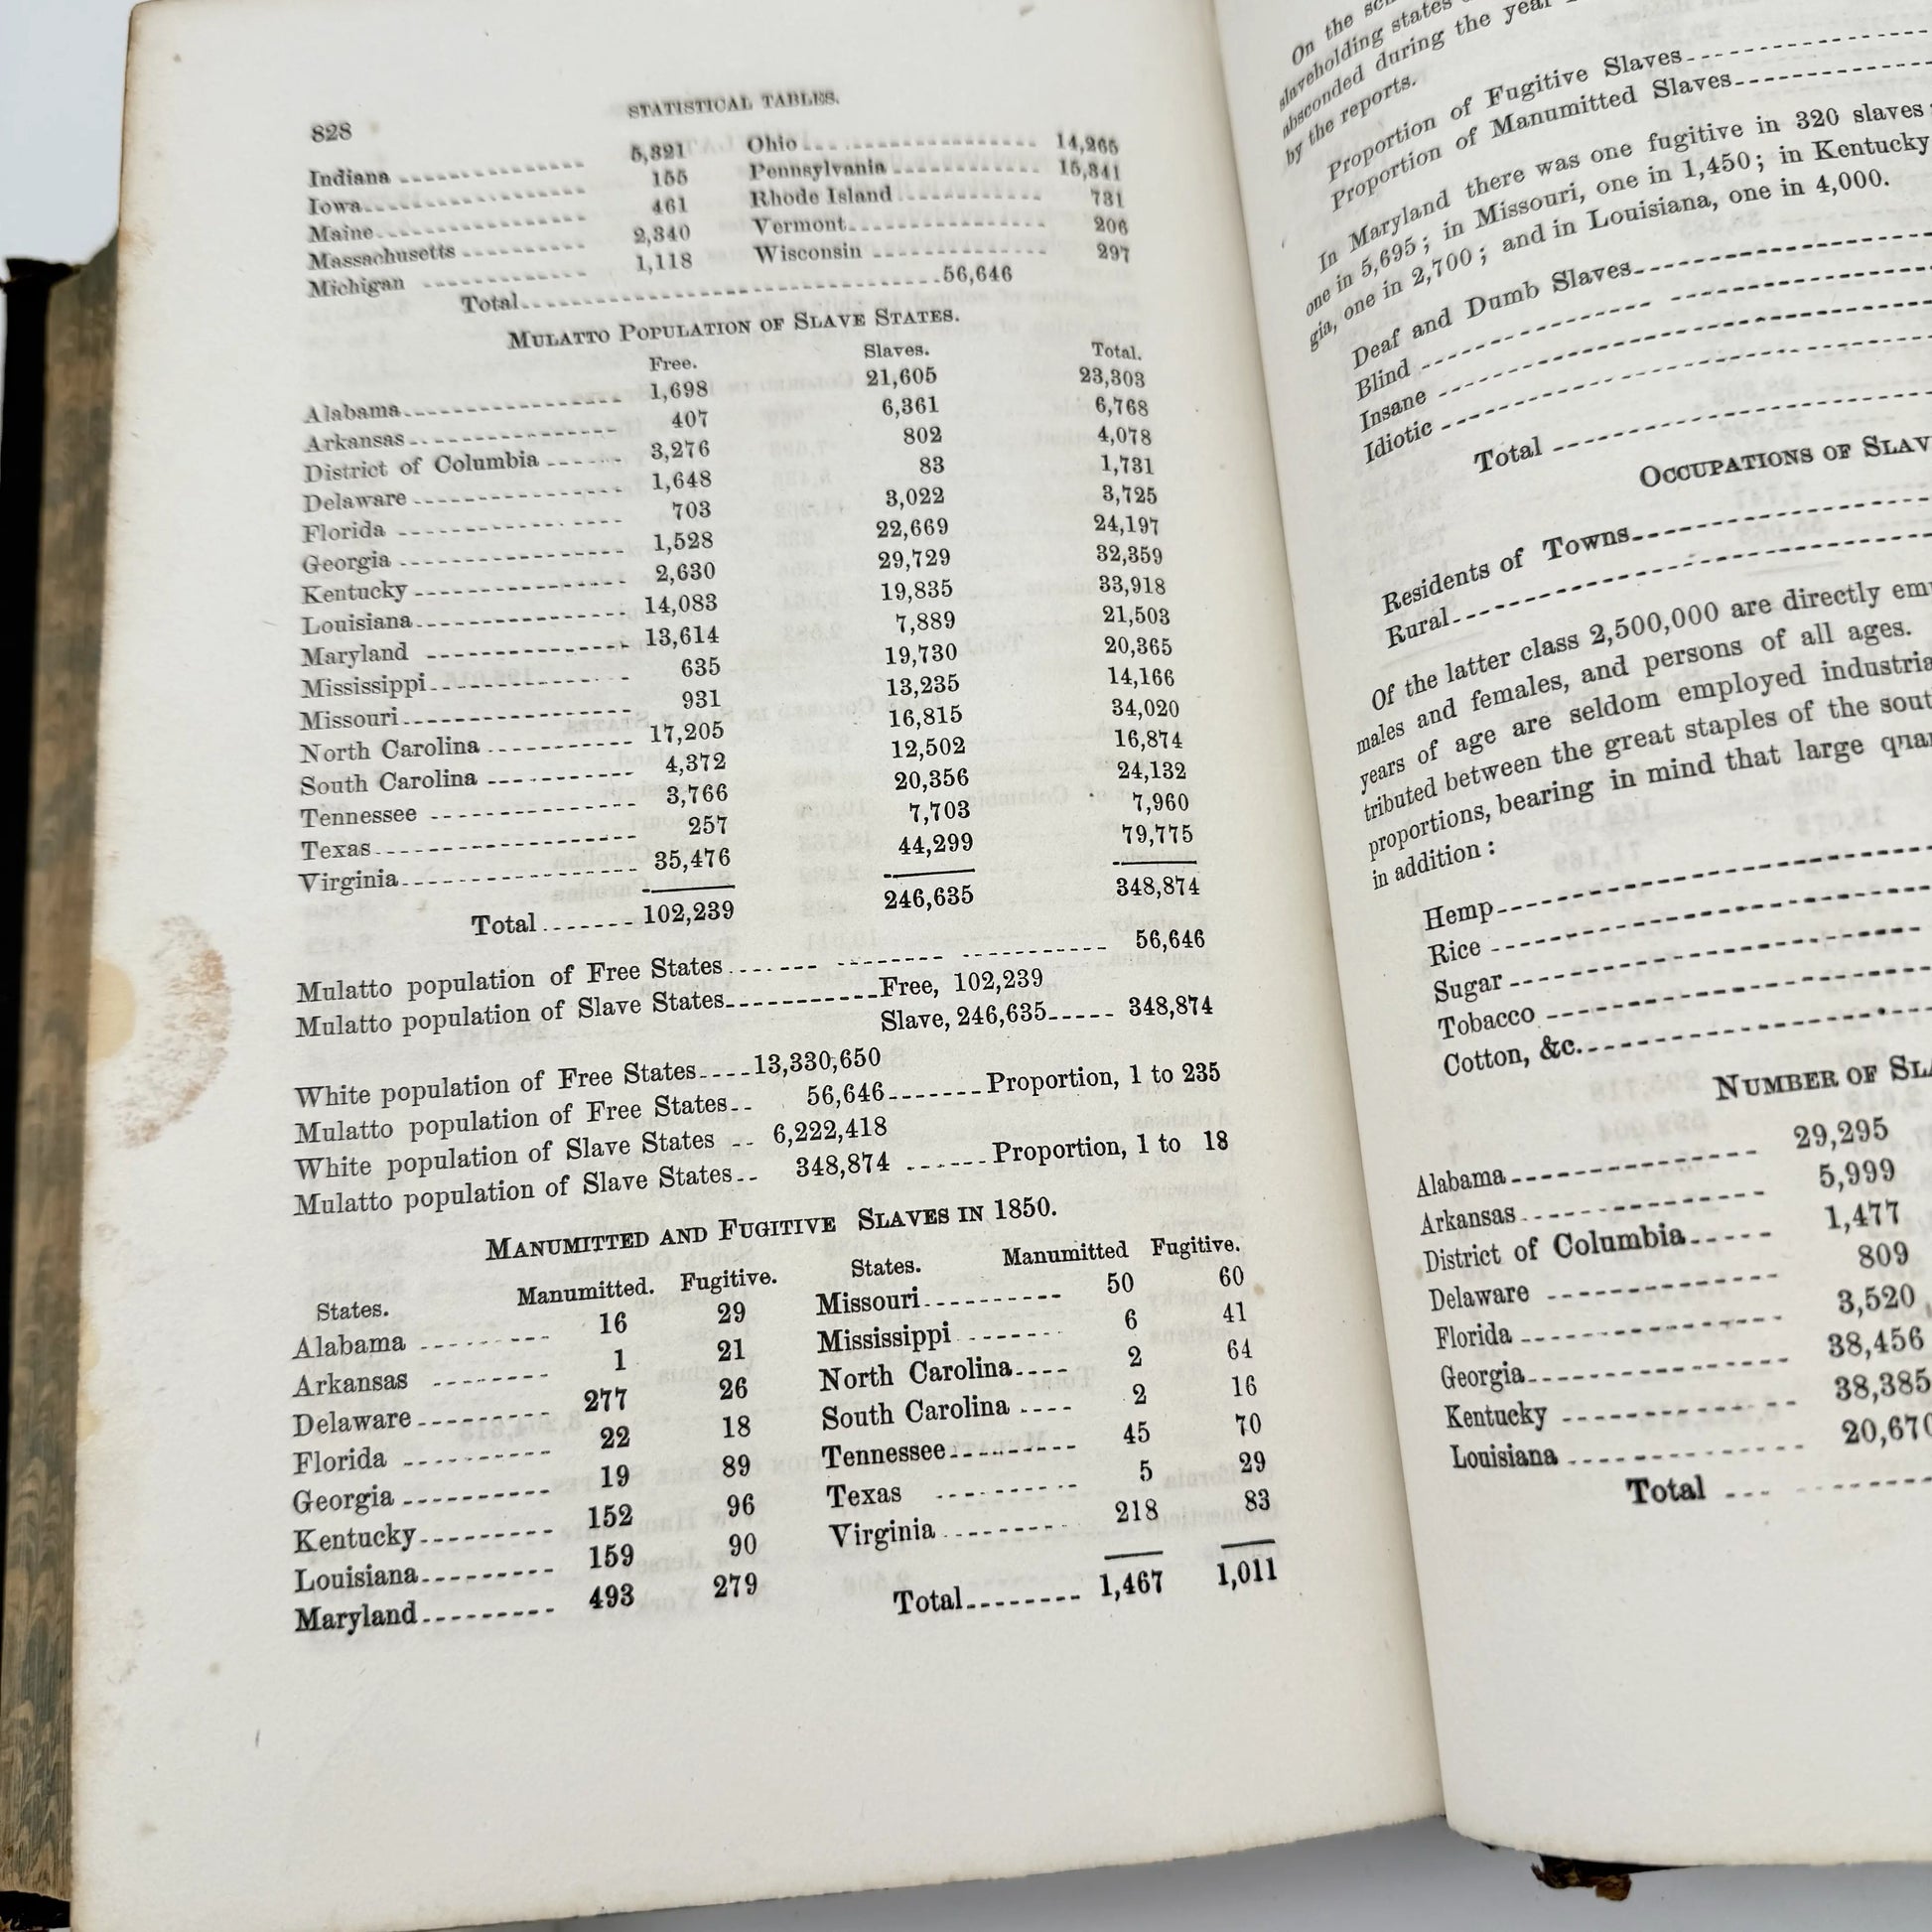 828
STATISTICAL TABLES.
Indiana 5,321 Ohio 14,265
Iowa 155 Pennsylvania 15,341
Maine 461 Rhode Island 731
Massachusetts 2,340 Vermont 206
Michigan 1,118 Wisconsin 297
Total 56,646
MULATTO POPULATION OF SLAVE STATES.
Free. Slaves. Total.
Alabama 1,698 21,605 23,303
Arkansas 407 6,361 6,768
District of Columbia 3,276 802 4,078
Delaware 1,648 83 1,731
Florida 703 3,022 3,725
Georgia 1,528 22,669 24,197
Kentucky 2,630 29,729 32,359
Louisiana 14,083 19,835 33,918
Maryland 13,614 7,889 21,503
Mississippi 635 19,730 20,365
Missouri 931 13,235 14,166
North Carolina 17,205 16,815 34,020
South Carolina 4,372 12,502 16,874
Tennessee 3,766 20,356 24,132
Texas 257 7,703 7,960
Virginia 35,476 44,299 79,775
Total 102,239 246,635 348,874
Mulatto population of Free States 56,646
Mulatto population of Slave States Free, 102,239
Slave, 246,635 348,874
White population of Free States 13,330,650
Mulatto population of Free States 56,646 Proportion, 1 to 235
White population of Slave States 6,222,418
Mulatto population of Slave States 348,874 Proportion, 1 to 18
MANUMITTED AND FUGITIVE SLAVES IN 1850.
States. Manumitted. Fugitive. States. Manumitted Fugitive.
Alabama 16 29 Missouri 50 60
Arkansas 1 21 Mississippi 6 41
Delaware 277 26 North Carolina 2 64
Florida 22 18 South Carolina 2 16
Georgia 19 89 Tennessee 45 70
Kentucky 152 96 Texas 5 29
Louisiana 159 90 Virginia 218 83
Maryland 493 279 Total 1,467 1,011
On the
slaveholding states
absconded during the year
by the reports.
Proportion of Fugitive Slaves
Proportion of Manumitted Slaves
In Maryland there was one fugitive in 320 slaves
one in 5,695; in Missouri, one in 1,450; in Kentucky
gia, one in 2,700; and in Louisiana, one in 4,000.
Deaf and Dumb Slaves
Blind
Insane
Idiotic
Total
OCCUPATIONS OF SLAV
Residents of Towns
Rural
Of the latter class 2,500,000 are directly em
males and females, and persons of all ages.
years of age are seldom employed industria
tributed between the great staples of the sout
proportions, bearing in mind that large quan
in addition:
Hemp
Rice
Sugar
Tobacco
Cotton, &c.
NUMBER OF SLA
Alabama 29,295
Arkansas 5,999
District of Columbia 1,477
Delaware 809
Florida 3,520
Georgia 38,456
Kentucky 38,385
Louisiana 20,670
Total